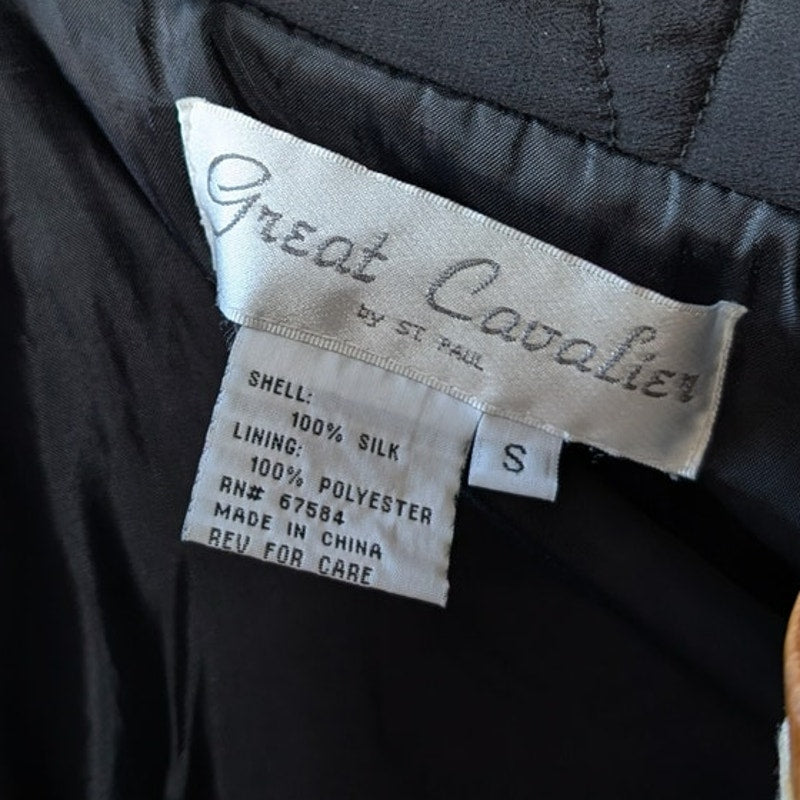 Great Cavalier
by ST PAUL
SHELL:
100% SILK
LINING:
100% POLYESTER
RN# 67584
MADE IN CHINA
REV FOR CARE
S